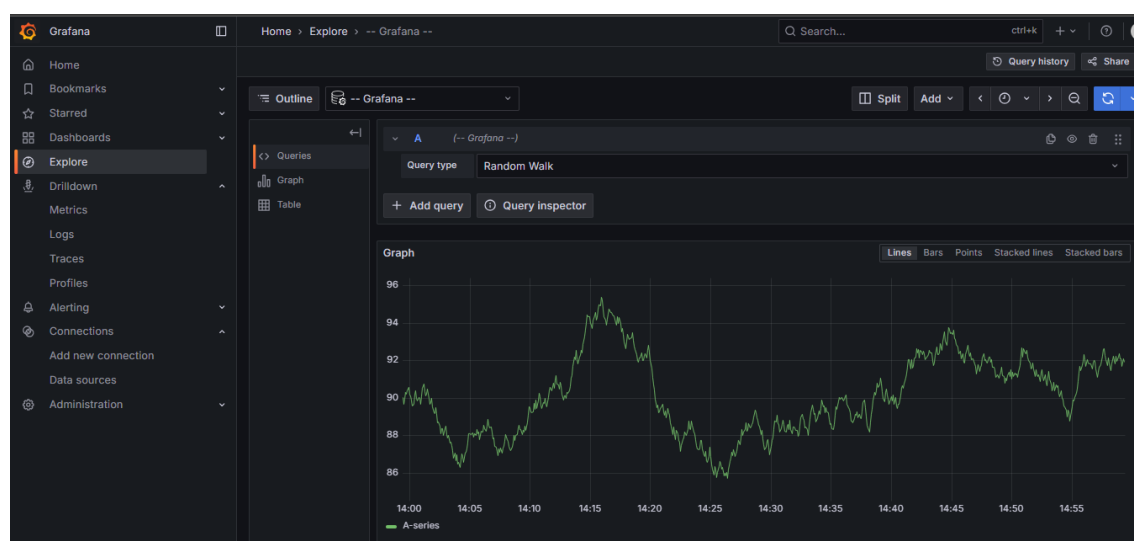 Grafana
Home › Explore › -- Grafana --
Search...
ctrl+k
Home
Bookmarks
Starred
Dashboards
Explore
Drilldown
Metrics
Logs
Traces
Profiles
Alerting
Connections
Add new connection
Data sources
Administration
Query history
Share
Outline
-- Grafana --
Split
Add
Queries
Graph
Table
A (-- Grafana --)
Query type Random Walk
+ Add query
Query inspector
Graph
Lines Bars Points Stacked lines Stacked bars
96
94
92
90
88
86
14:00 14:05 14:10 14:15 14:20 14:25 14:30 14:35 14:40 14:45 14:50 14:55
A-series